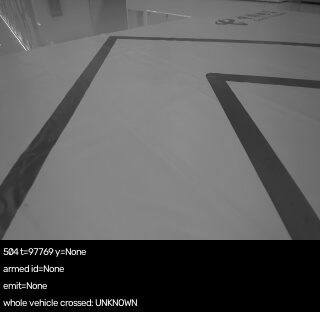 504 t=97769 y=None
armed id=None
emit=None
whole vehicle crossed: UNKNOWN